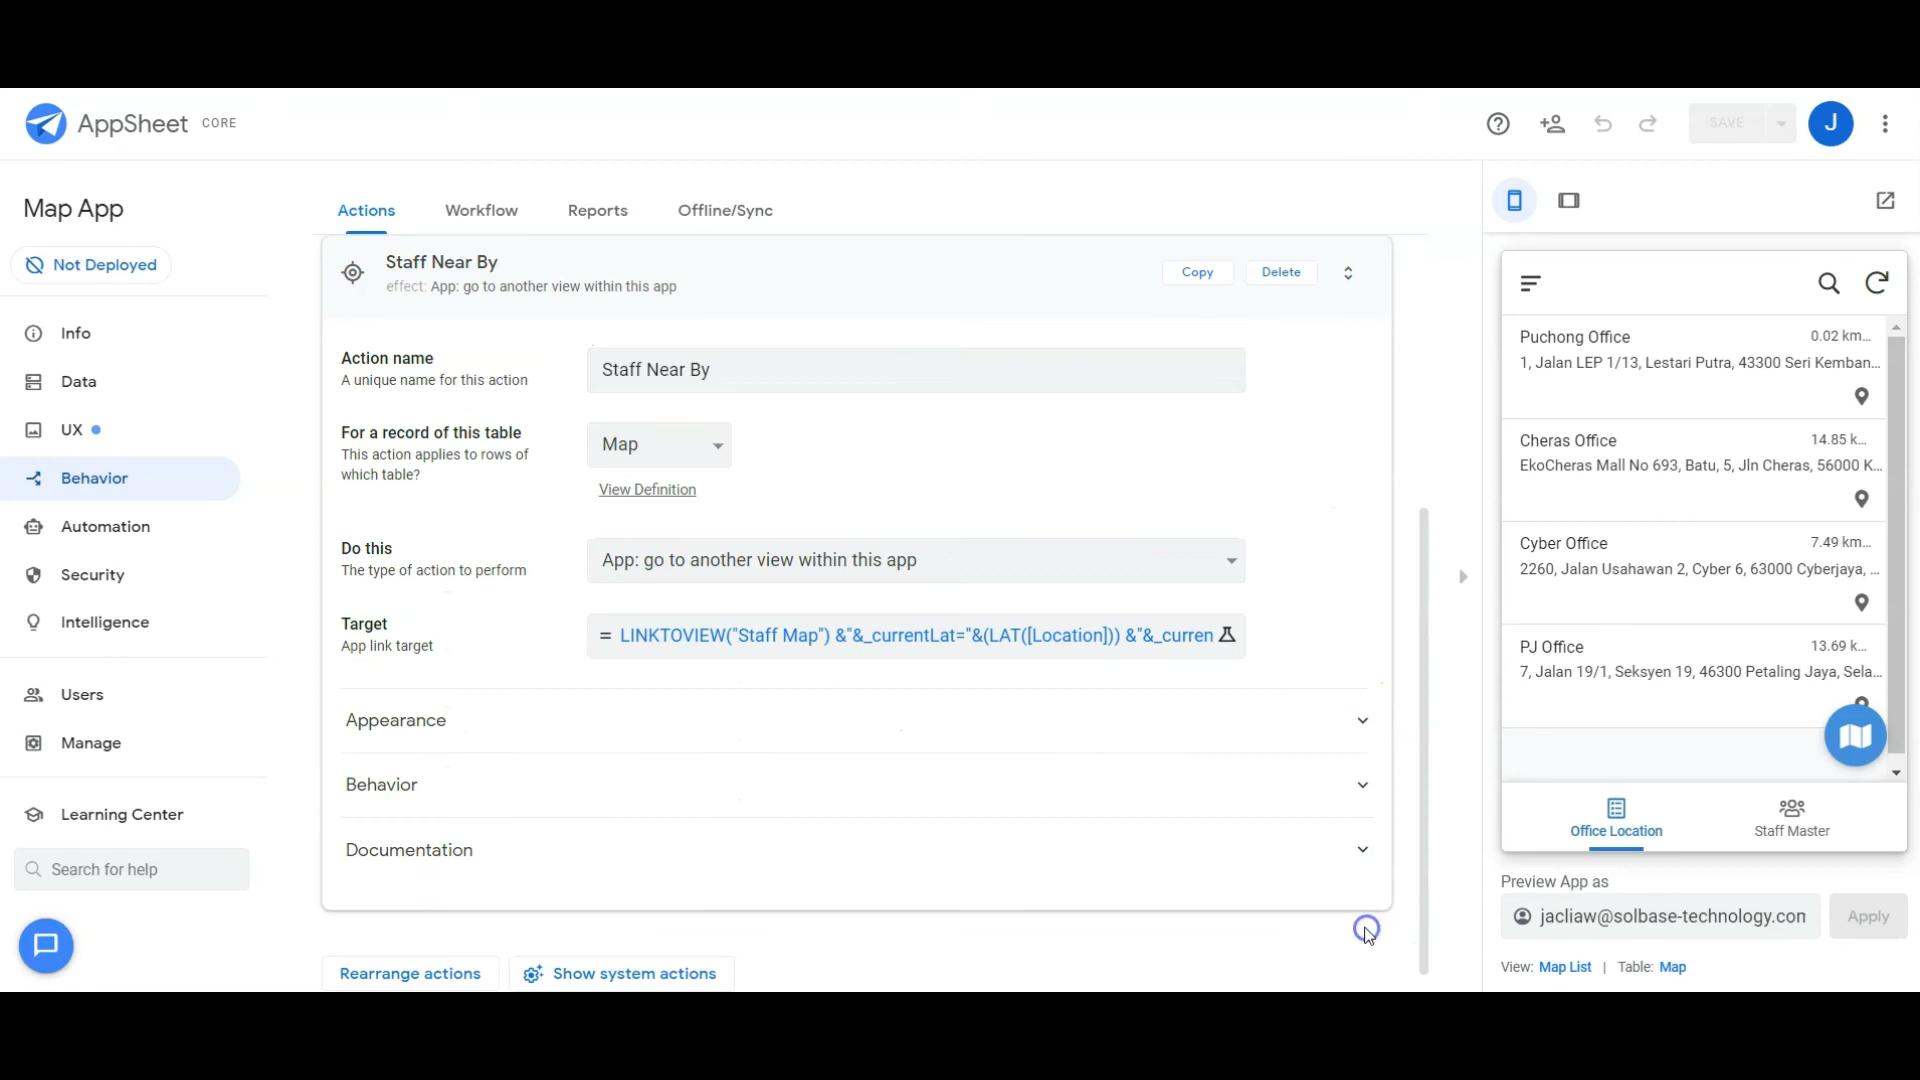 AppSheet CORE
SAVE
J
Map App
Not Deployed
Info
Data
UX
Behavior
Automation
Security
Intelligence
Users
Manage
Learning Center
Search for help
Actions Workflow Reports Offline/Sync
Staff Near By
effect: App: go to another view within this app
Copy Delete
Action name
A unique name for this action
Staff Near By
For a record of this table
This action applies to rows of
which table?
Map
View Definition
Do this
The type of action to perform
App: go to another view within this app
Target
App link target
= LINKTOVIEW("Staff Map") &"&_currentLat="&(LAT([Location])) &"&_curren
Appearance
Behavior
Documentation
Rearrange actions Show system actions
Puchong Office 0.02 km...
1, Jalan LEP 1/13, Lestari Putra, 43300 Seri Kemban...
Cheras Office 14.85 k...
EkoCheras Mall No 693, Batu, 5, Jln Cheras, 56000 K...
Cyber Office 7.49 km...
2260, Jalan Usahawan 2, Cyber 6, 63000 Cyberjaya, ...
PJ Office 13.69 k...
7, Jalan 19/1, Seksyen 19, 46300 Petaling Jaya, Sela...
Office Location Staff Master
Preview App as
jacliaw@solbase-technology.con Apply
View: Map List | Table: Map